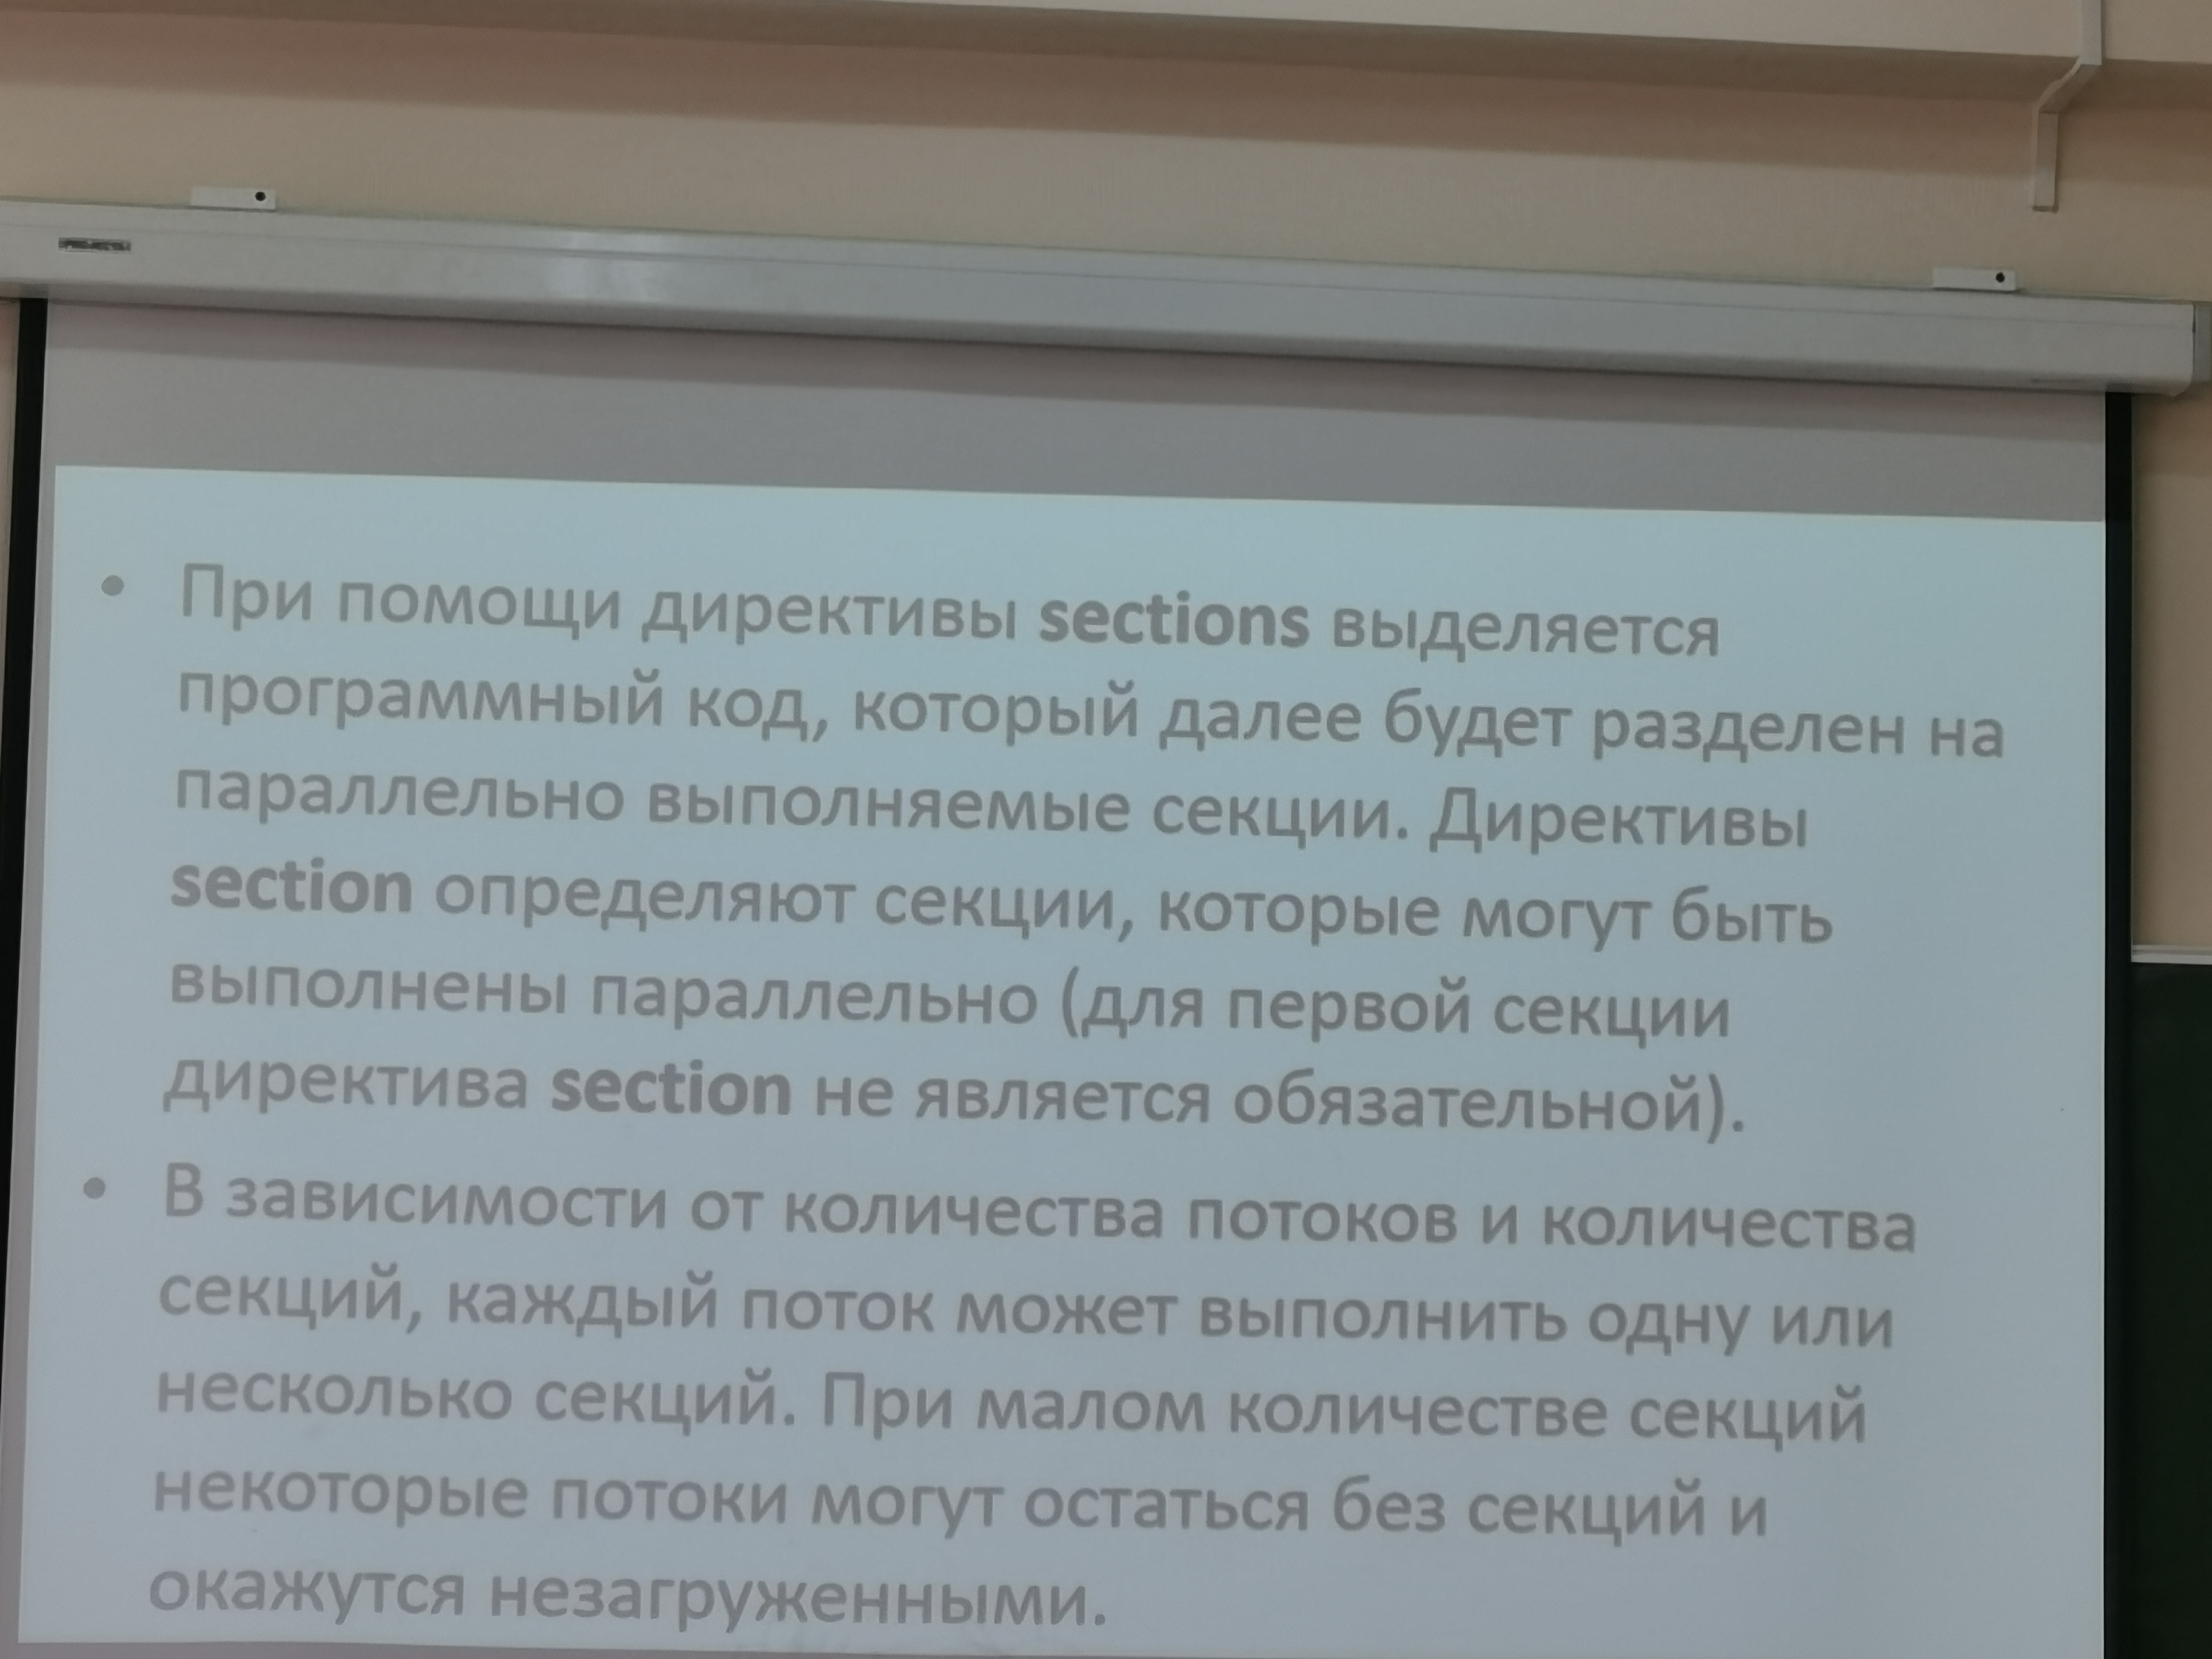 • При помощи директивы sections выделяется
программный код, который далее будет разделен на
параллельно выполняемые секции. Директивы
section определяют секции, которые могут быть
выполнены параллельно (для первой секции
директива section не является обязательной).
• В зависимости от количества потоков и количества
секций, каждый поток может выполнить одну или
несколько секций. При малом количестве секций
некоторые потоки могут остаться без секций и
окажутся незагруженными.